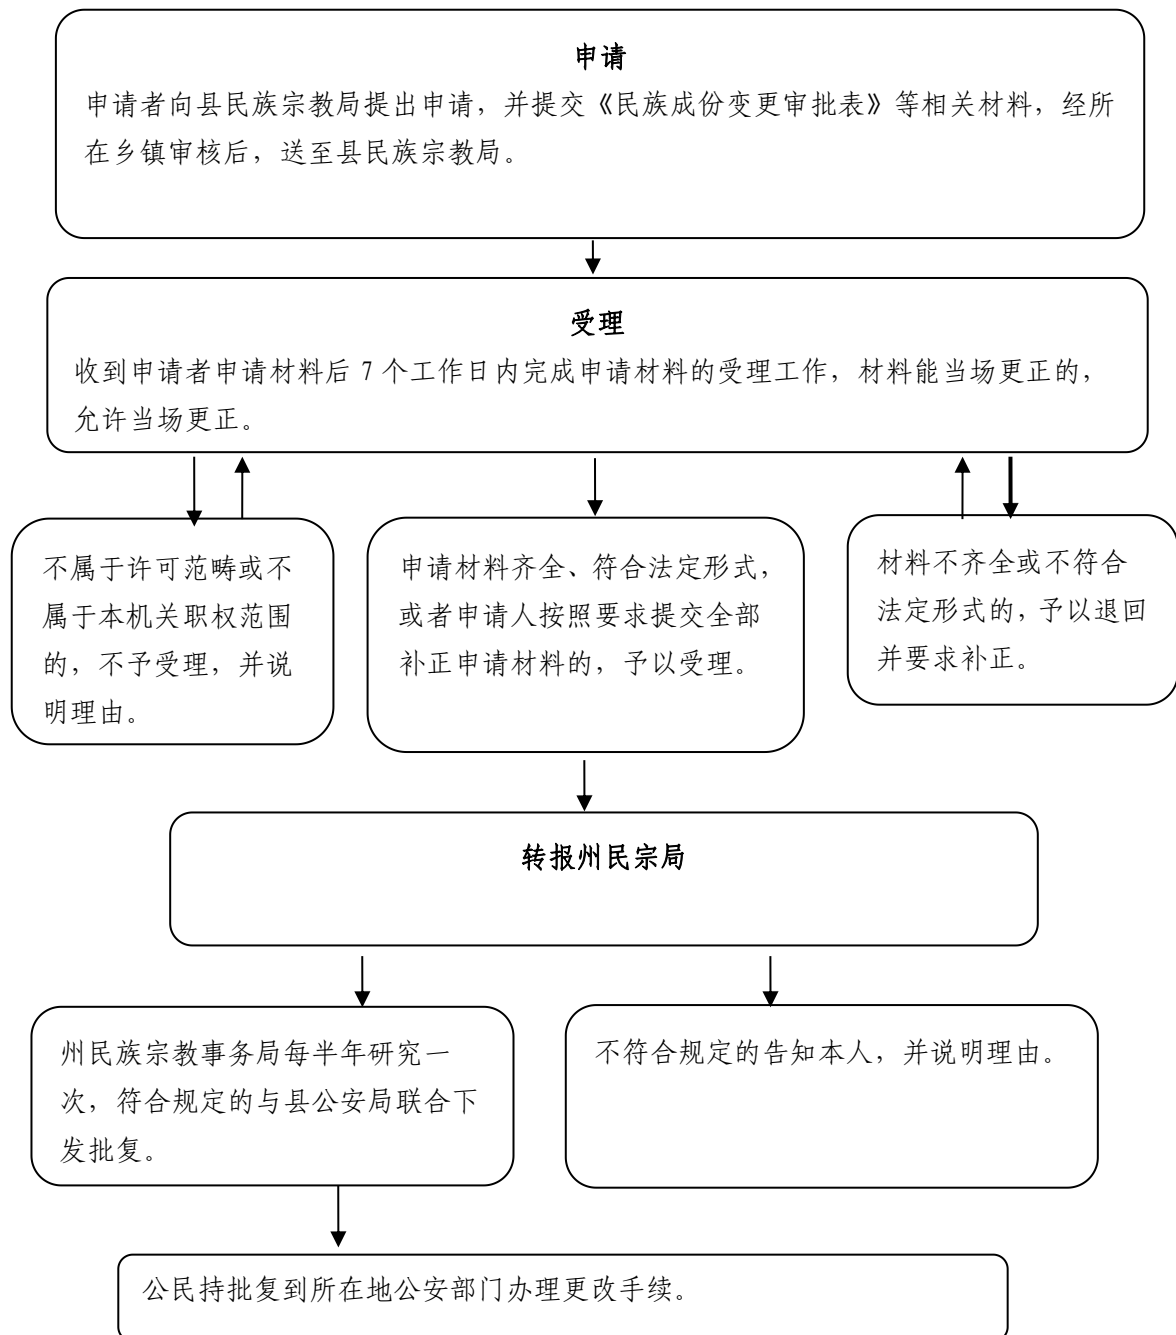 申请
申请者向县民族宗教局提出申请，并提交《民族成份变更审批表》等相关材料，经所
在乡镇审核后，送至县民族宗教局。
受理
收到申请者申请材料后 7 个工作日内完成申请材料的受理工作，材料能当场更正的，
允许当场更正。
不属于许可范畴或不
属于本机关职权范围
的，不予受理，并说
明理由。
申请材料齐全、符合法定形式，
或者申请人按照要求提交全部
补正申请材料的，予以受理。
材料不齐全或不符合
法定形式的，予以退回
并要求补正。
转报州民宗局
州民族宗教事务局每半年研究一
次，符合规定的与县公安局联合下
发批复。
不符合规定的告知本人，并说明理由。
公民持批复到所在地公安部门办理更改手续。